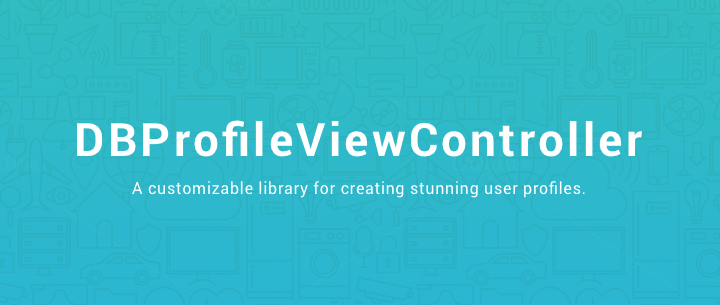 DBProfileViewController
A customizable library for creating stunning user profiles.